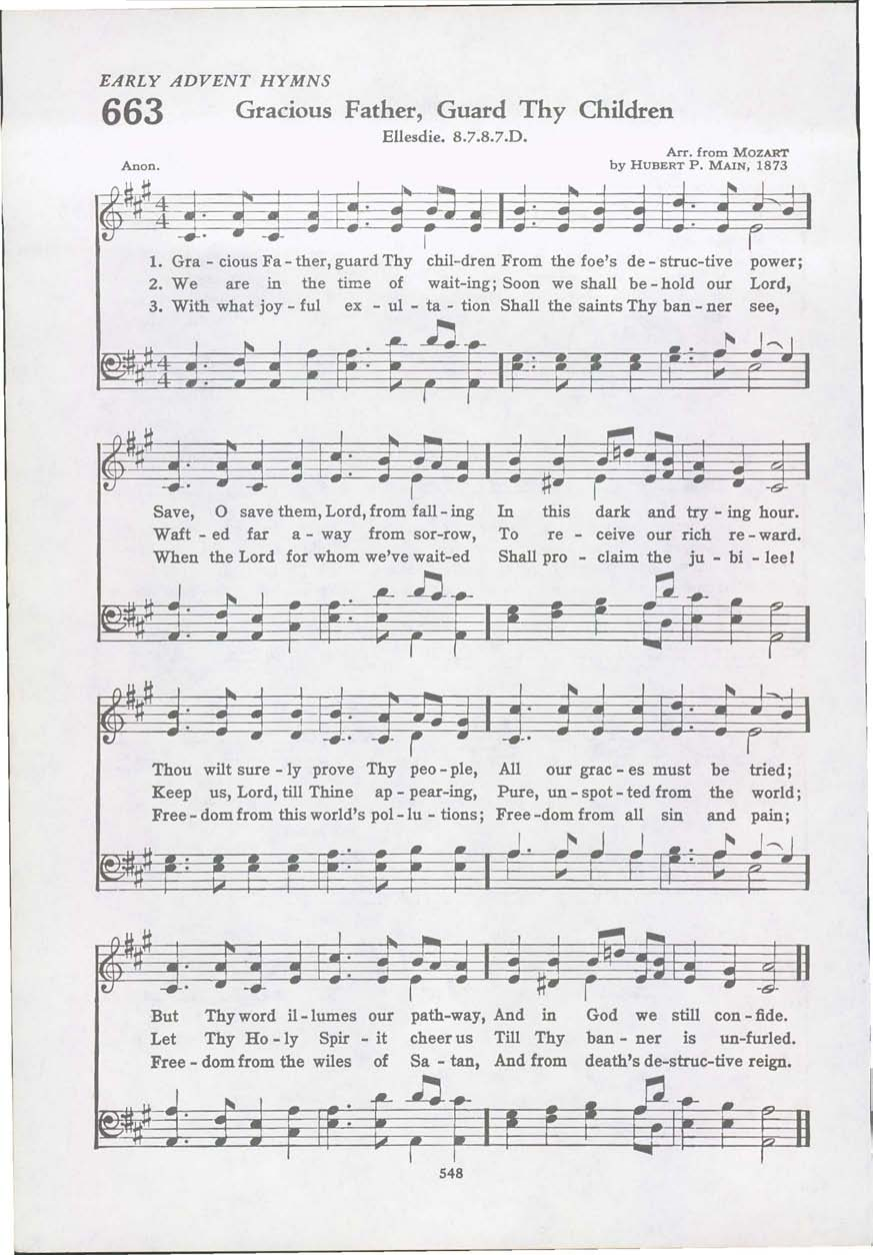 EARLY ADVENT HYMNS
663 Gracious Father, Guard Thy Children
Ellesdie. 8.7.8.7.D.
Anon.
Arr. from MOZART
by HUBERT P. MAIN, 1873
1. Gra - cious Fa - ther, guard Thy chil-dren From the foe's de - struc-tive power;
2. We are in the time of wait-ing; Soon we shall be - hold our Lord,
3. With what joy - ful ex - ul - ta - tion Shall the saints Thy ban - ner see,
Save, O save them, Lord, from fall - ing In this dark and try - ing hour.
Waft - ed far a - way from sor-row, To re - ceive our rich re - ward.
When the Lord for whom we've wait-ed Shall pro - claim the ju - bi - lee!
Thou wilt sure - ly prove Thy peo - ple, All our grac - es must be tried;
Keep us, Lord, till Thine ap - pear-ing, Pure, un - spot - ted from the world;
Free - dom from this world's pol - lu - tions; Free - dom from all sin and pain;
But Thy word il - lumes our path-way, And in God we still con - fide.
Let Thy Ho - ly Spir - it cheer us Till Thy ban - ner is un-furled.
Free - dom from the wiles of Sa - tan, And from death's de-struc-tive reign.
548